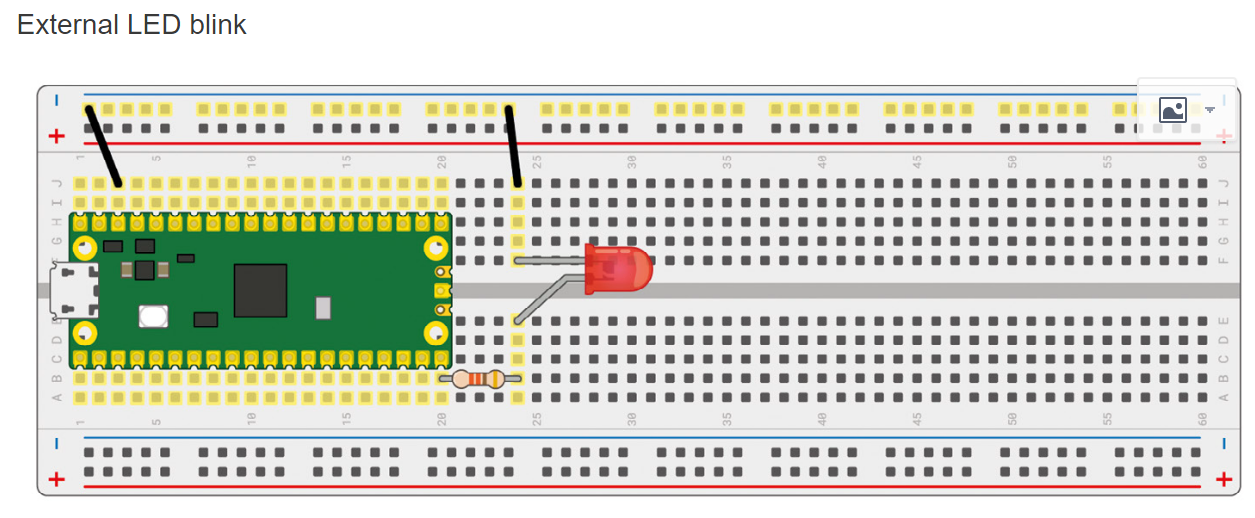 External LED blink
− −
+ +
1 5 10 15 20 25 30 35 40 45 50 55 60
J J
I I
H H
G G
F F
E E
D D
C C
B B
A A
1 5 10 15 20 25 30 35 40 45 50 55 60
− −
+ +